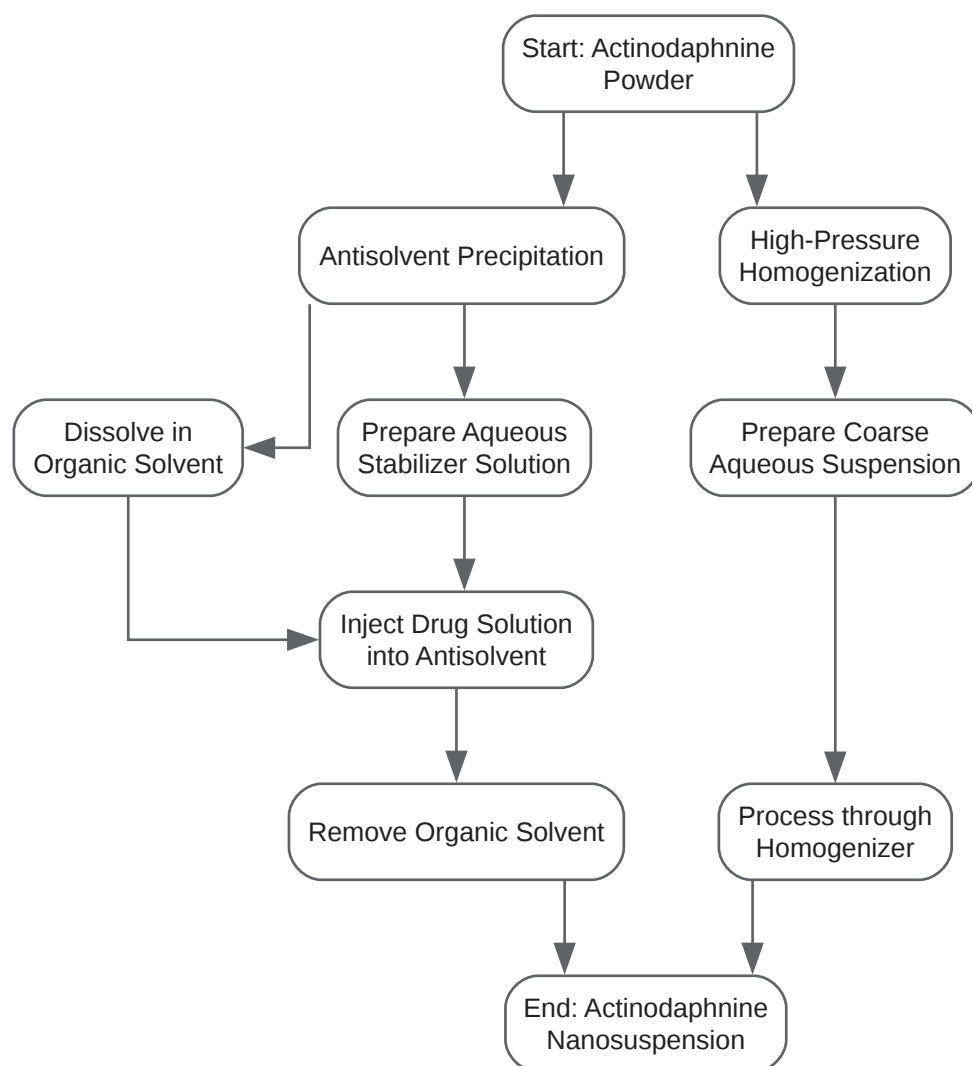 Start: Actinodaphnine
Powder
Antisolvent Precipitation
High-Pressure
Homogenization
Dissolve in
Organic Solvent
Prepare Aqueous
Stabilizer Solution
Prepare Coarse
Aqueous Suspension
Inject Drug Solution
into Antisolvent
Remove Organic Solvent
Process through
Homogenizer
End: Actinodaphnine
Nanosuspension